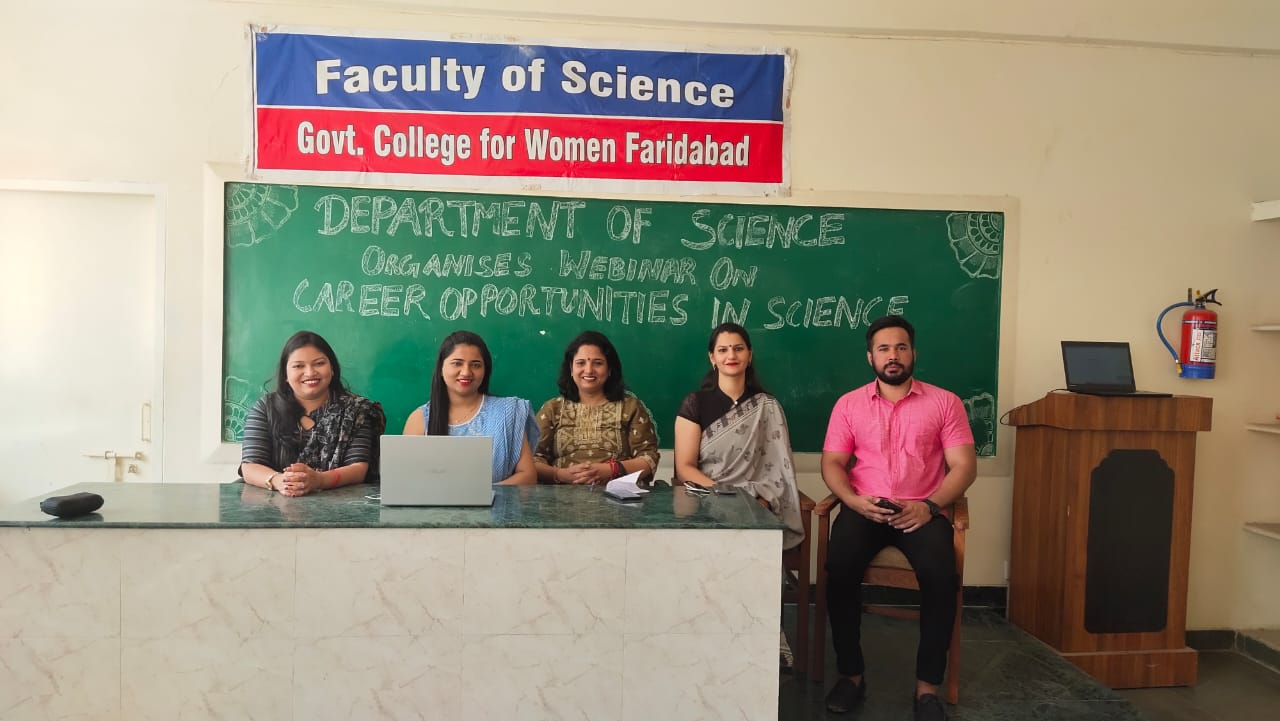 Faculty of Science
Govt. College for Women Faridabad
DEPARTMENT OF SCIENCE
ORGANISES WEBINAR ON
CAREER OPPORTUNITIES IN SCIENCE